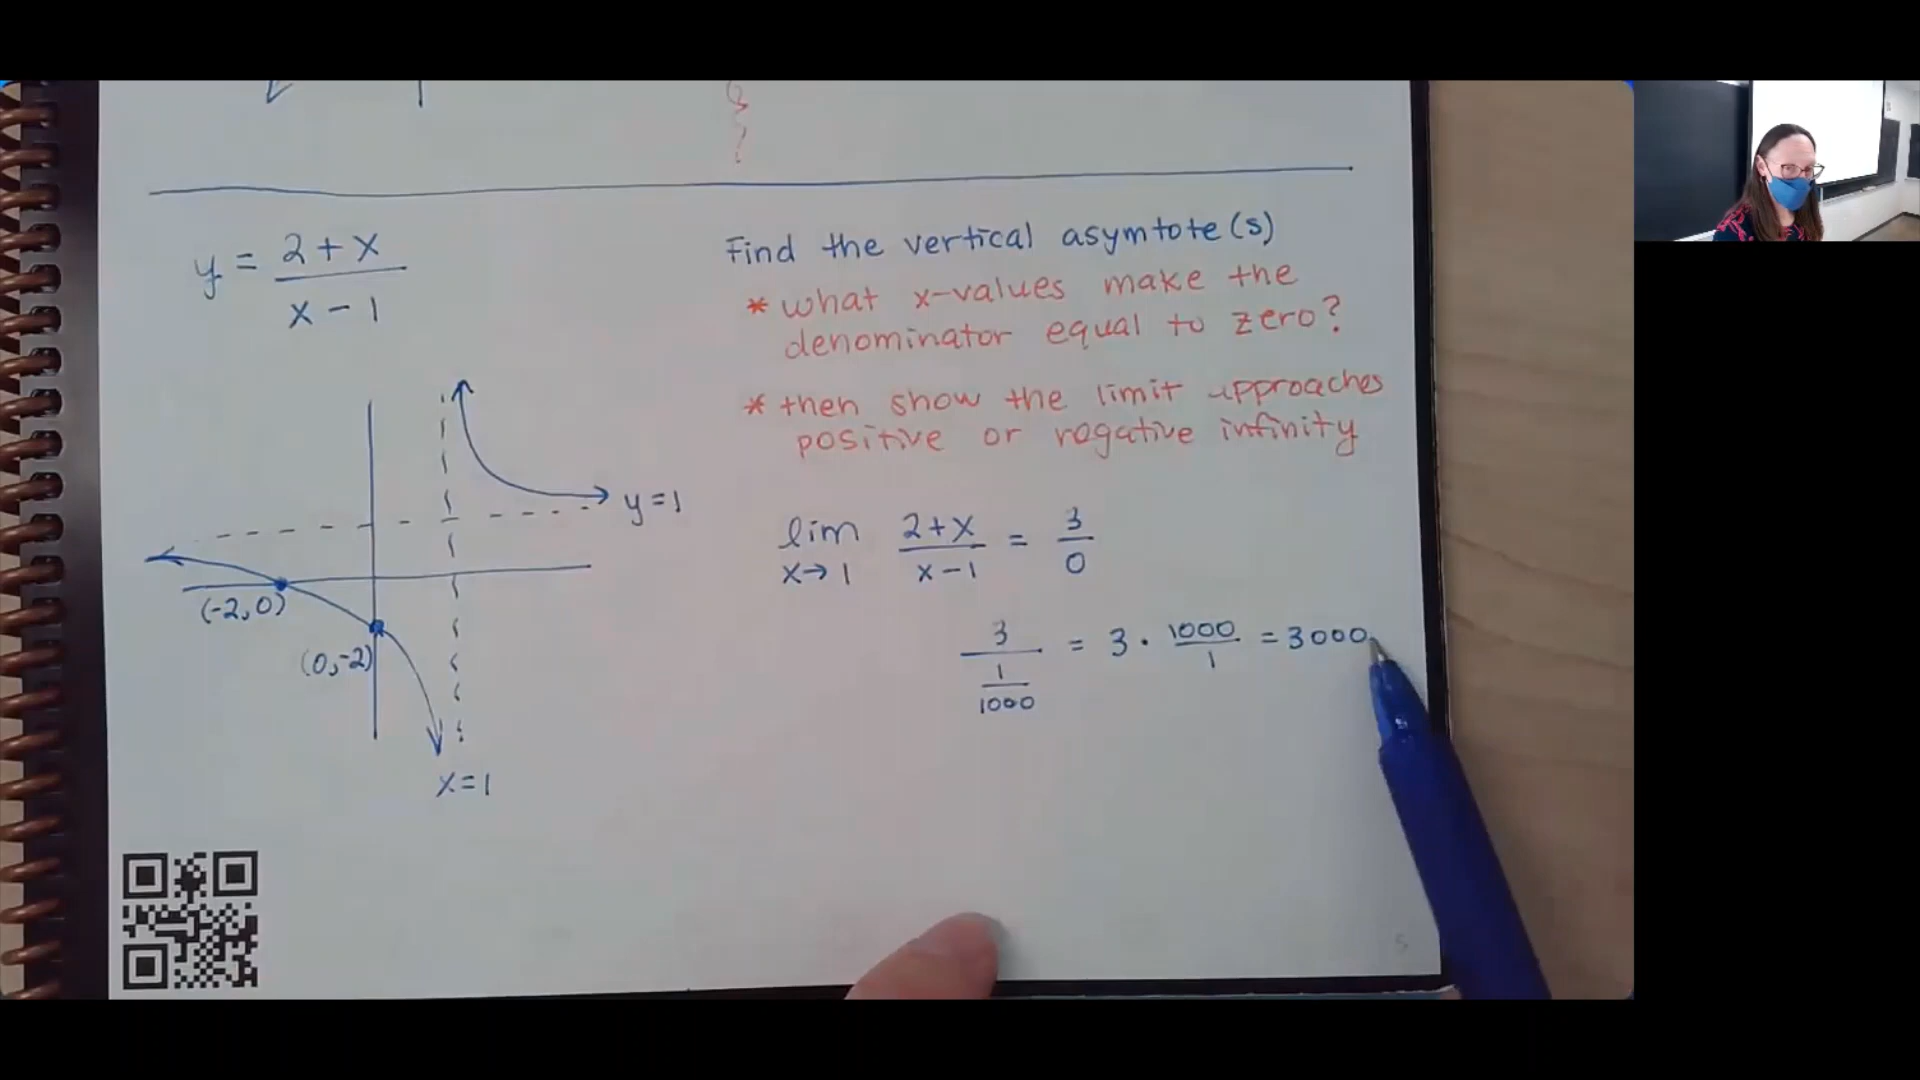 y = 2+x / x-1
Find the vertical asymtote(s)
* what x-values make the
denominator equal to zero?
* then show the limit approaches
positive or negative infinity
y=1
(-2,0)
(0,-2)
x=1
lim x→1 2+x / x-1 = 3/0
3 / (1/1000) = 3 · 1000/1 = 3000